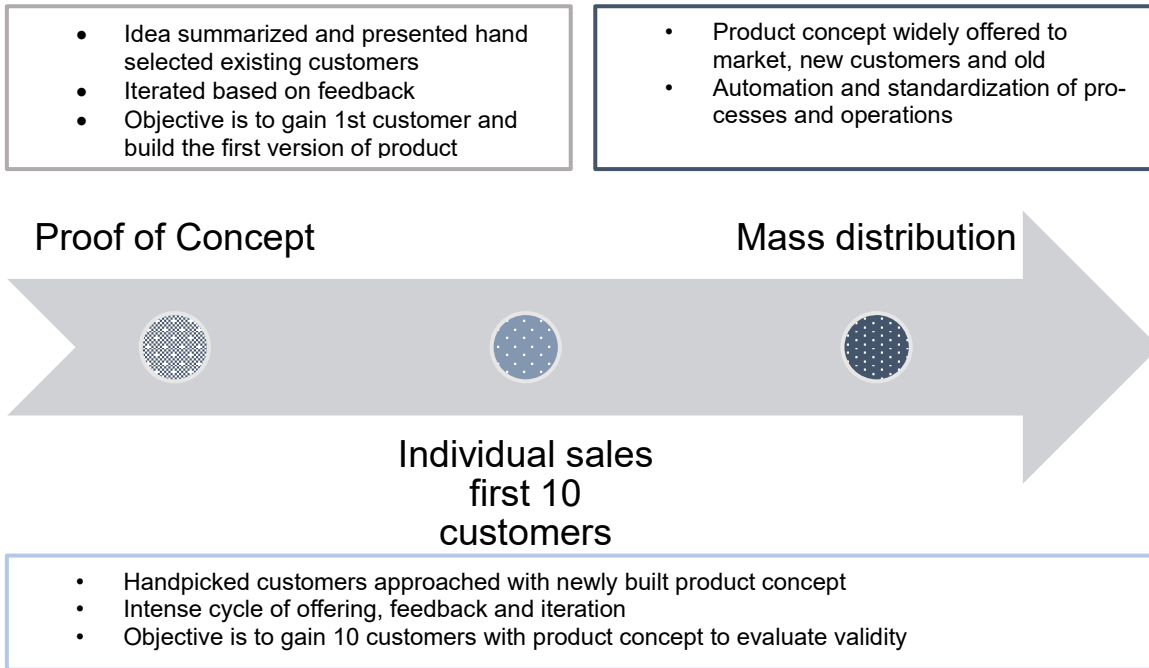 • Idea summarized and presented hand
selected existing customers
• Iterated based on feedback
• Objective is to gain 1st customer and
build the first version of product
• Product concept widely offered to
market, new customers and old
• Automation and standardization of pro-
cesses and operations
Proof of Concept
Mass distribution
Individual sales
first 10
customers
• Handpicked customers approached with newly built product concept
• Intense cycle of offering, feedback and iteration
• Objective is to gain 10 customers with product concept to evaluate validity